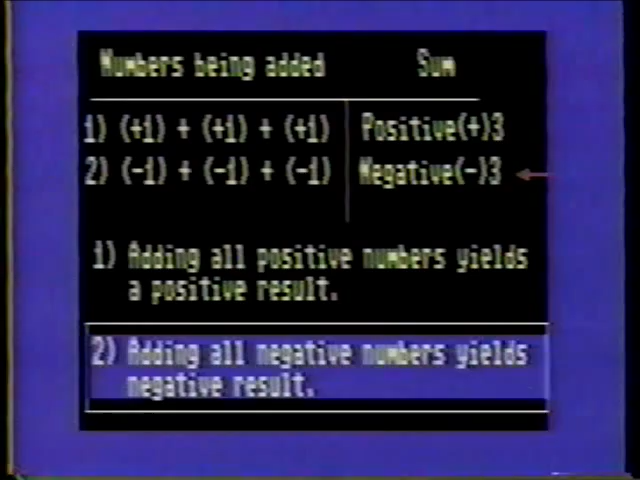 Numbers being added Sum
1) (+1) + (+1) + (+1) Positive(+)3
2) (-1) + (-1) + (-1) Negative(-)3
1) Adding all positive numbers yields
a positive result.
2) Adding all negative numbers yields
negative result.